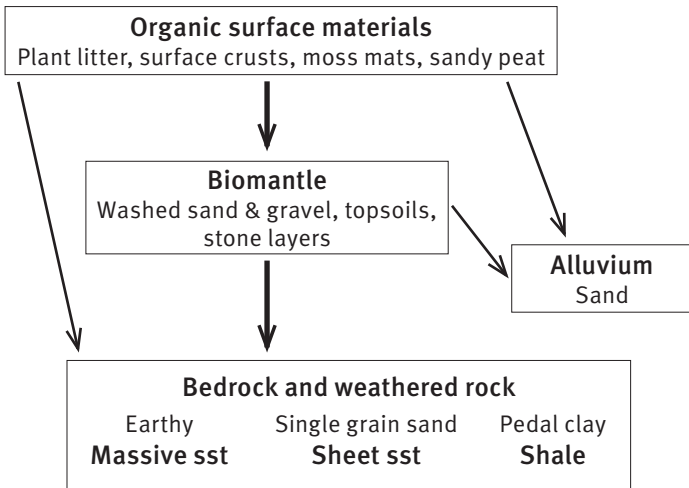 Organic surface materials
Plant litter, surface crusts, moss mats, sandy peat
Biomantle
Washed sand & gravel, topsoils,
stone layers
Alluvium
Sand
Bedrock and weathered rock
Earthy Single grain sand Pedal clay
Massive sst Sheet sst Shale